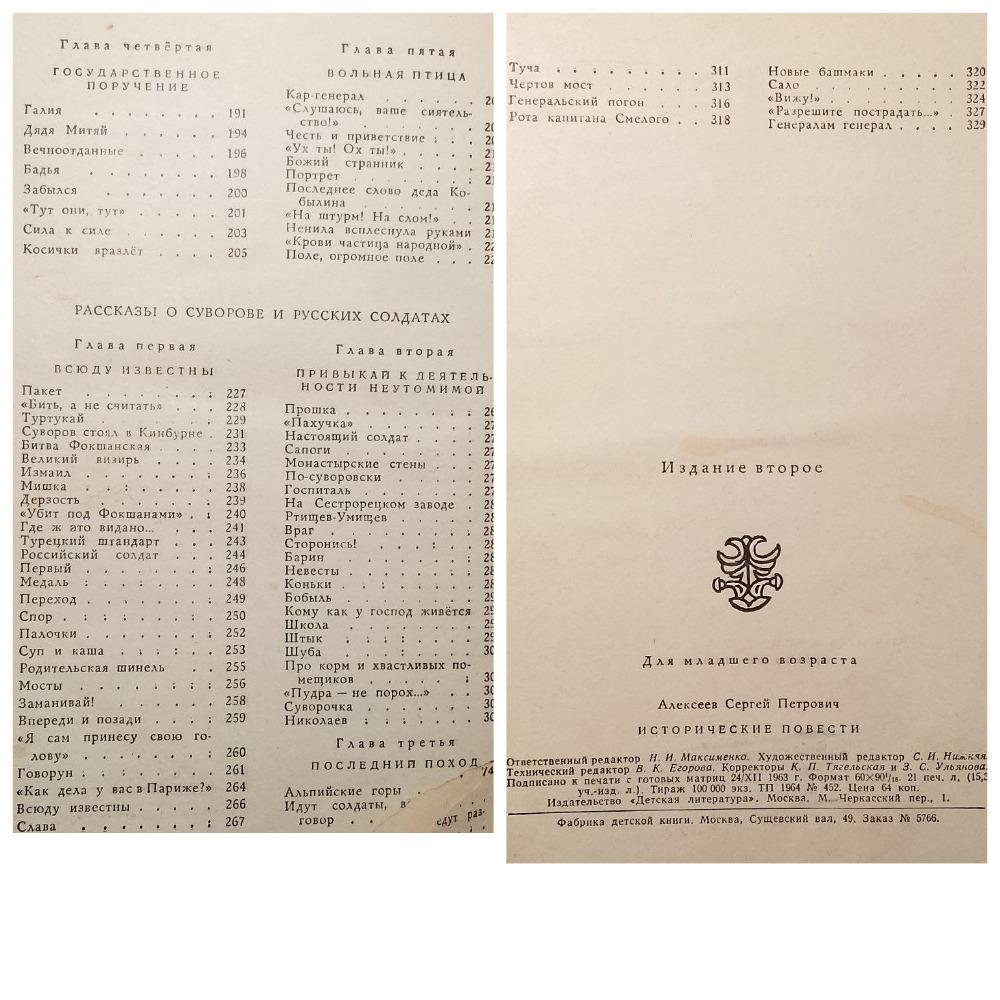 Глава четвёртая
ГОСУДАРСТВЕННОЕ
ПОРУЧЕНИЕ
Галия . . . . . . . . 191
Дядя Митяй . . . . . 194
Вечноотданные . . . . . 196
Бадья . . . . . . . . 198
Забылся . . . . . . . 200
«Тут они, тут» . . . . . 201
Сила к силе . . . . . . 203
Косички вразлёт . . . . 205
Глава пятая
ВОЛЬНАЯ ПТИЦА
Кар-генерал . . . . . .
«Слушаюсь, ваше сиятель-
ство!» . . . . . . . .
Честь и приветствие . . . .
«Ух ты! Ох ты!» . . . . .
Божий странник . . . .
Портрет . . . . . . . .
Последнее слово деда Ко-
былина . . . . . . .
«На штурм! На слом!» . .
Ненила всплеснула руками
«Крови частица народной» .
Поле, огромное поле . . .
РАССКАЗЫ О СУВОРОВЕ И РУССКИХ СОЛДАТАХ
Глава первая
ВСЮДУ ИЗВЕСТНЫ
Пакет . . . . . . . . 227
«Бить, а не считать» . . . 228
Туртукай . . . . . . . 229
Суворов стоял в Кинбурне . 231
Битва Фокшанская . . . . 233
Великий визирь . . . . 234
Измаил . . . . . . . 236
Мишка . . . . . . . 238
Дерзость . . . . . . . 239
«Убит под Фокшанами» . . 240
Где ж это видано... . . . 241
Турецкий штандарт . . . 243
Российский солдат . . . 244
Первый . . . . . . . 246
Медаль . . . . . . . 248
Переход . . . . . . . 249
Спор . . . . . . . . 250
Палочки . . . . . . . 252
Суп и каша . . . . . . 253
Родительская шинель . . 255
Мосты . . . . . . . . 256
Заманивай! . . . . . . 258
Впереди и позади . . . . 259
«Я сам принесу свою го-
лову» . . . . . . . . 260
Говорун . . . . . . . 261
«Как дела у вас в Париже?» 264
Всюду известны . . . . . 266
Слава . . . . . . . . 267
Глава вторая
ПРИВЫКАЙ К ДЕЯТЕЛЬ-
НОСТИ НЕУТОМИМОЙ
Прошка . . . . . . . .
«Пахучка» . . . . . . .
Настоящий солдат . . . .
Сапоги . . . . . . . .
Монастырские стены . . .
По-суворовски . . . . .
Госпиталь . . . . . . .
На Сестрорецком заводе . .
Ртищев-Умищев . . . . .
Враг . . . . . . . . .
Сторонись! . . . . . .
Барин . . . . . . . .
Невесты . . . . . . . .
Коньки . . . . . . . .
Бобыль . . . . . . . .
Кому как у господ живётся
Школа . . . . . . . .
Штык . . . . . . . .
Шуба . . . . . . . . .
Про корм и хвастливых по-
мещиков . . . . . . .
«Пудра — не порох...» . . .
Суворочка . . . . . . .
Николаев . . . . . . .
Глава третья
ПОСЛЕДНИЙ ПОХОД
Альпийские горы . . . .
Идут солдаты,
говор . . .
едут раз-
Туча . . . . . . . . 311
Чертов мост . . . . . . 313
Генеральский погон . . . 316
Рота капитана Смелого . . 318
Новые башмаки . . . . . 320
Сало . . . . . . . . 322
«Вижу!» . . . . . . . 324
«Разрешите пострадать...» . 327
Генералам генерал . . . . 329
Издание второе
Для младшего возраста
Алексеев Сергей Петрович
ИСТОРИЧЕСКИЕ ПОВЕСТИ
Ответственный редактор Н. И. Максименко. Художественный редактор С. И. Нижняя.
Технический редактор В. К. Егорова. Корректоры К. П. Тягельская и З. С. Ульянова.
Подписано к печати с готовых матриц 24/XII 1963 г. Формат 60×90¹/₁₆. 21 печ. л, (15,3
уч.-изд. л.). Тираж 100 000 экз. ТП 1964 № 452. Цена 64 коп.
Издательство «Детская литература». Москва, М. Черкасский пер., 1.
Фабрика детской книги. Москва, Сущевский вал, 49. Заказ № 5766.